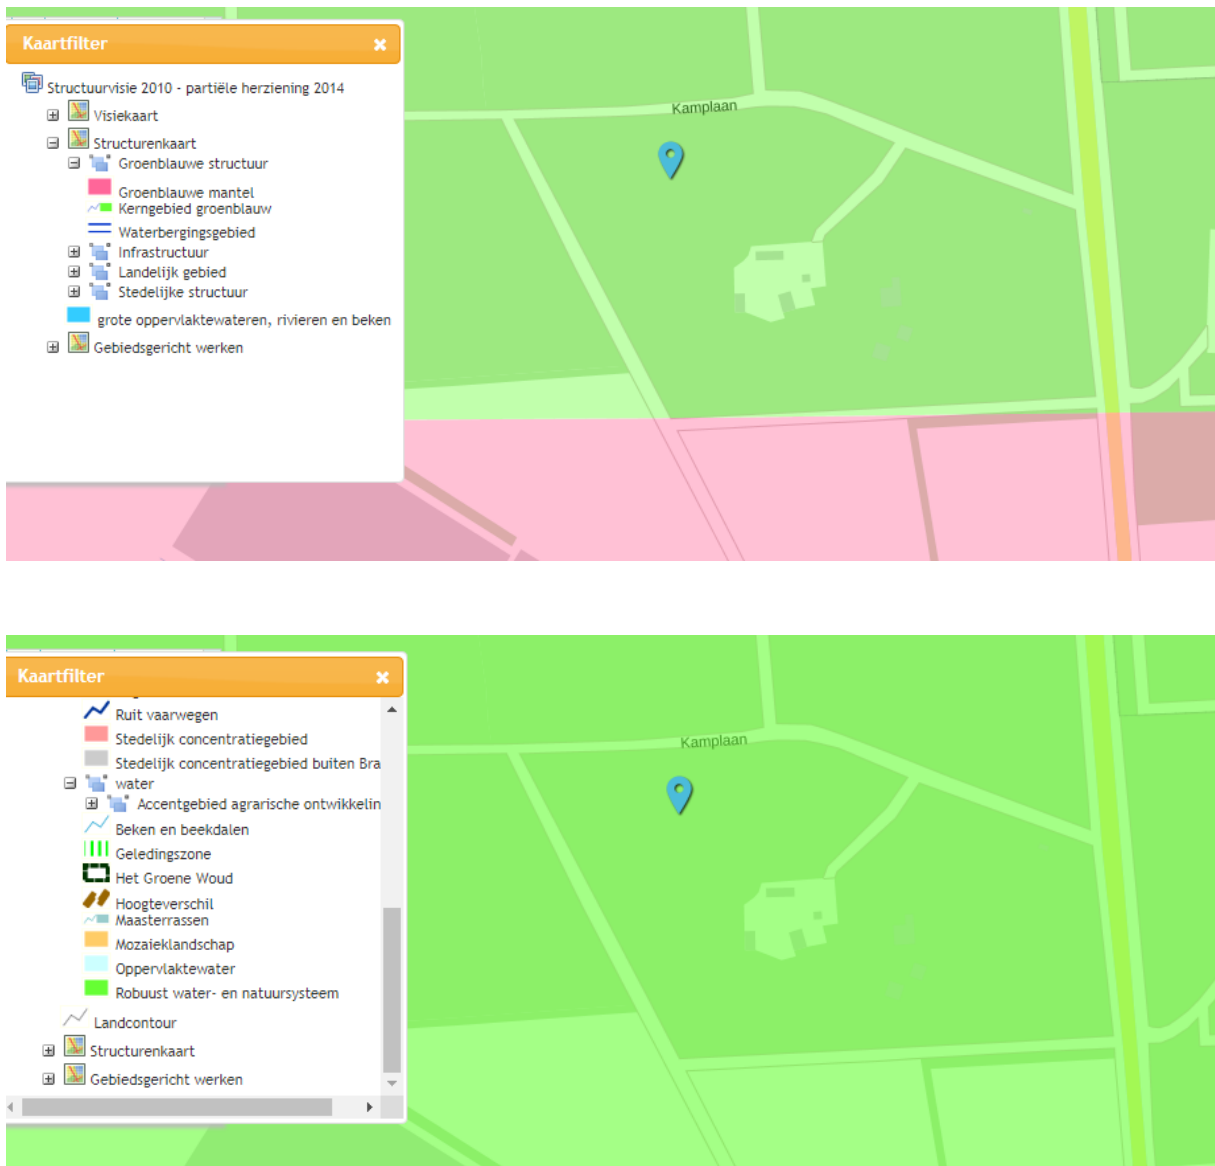 Kaartfilter
Structuurvisie 2010 - partiële herziening 2014
Visiekaart
Structurenkaart
Groenblauwe structuur
Groenblauwe mantel
Kerngebied groenblauw
Waterbergingsgebied
Infrastructuur
Landelijk gebied
Stedelijke structuur
grote oppervlaktewateren, rivieren en beken
Gebiedsgericht werken
Kamplaan
Kaartfilter
Ruit vaarwegen
Stedelijk concentratiegebied
Stedelijk concentratiegebied buiten Bra
water
Accentgebied agrarische ontwikkelin
Beken en beekdalen
Geledingszone
Het Groene Woud
Hoogteverschil
Maasterrassen
Mozaieklandschap
Oppervlaktewater
Robuust water- en natuursysteem
Landcontour
Structurenkaart
Gebiedsgericht werken
Kamplaan